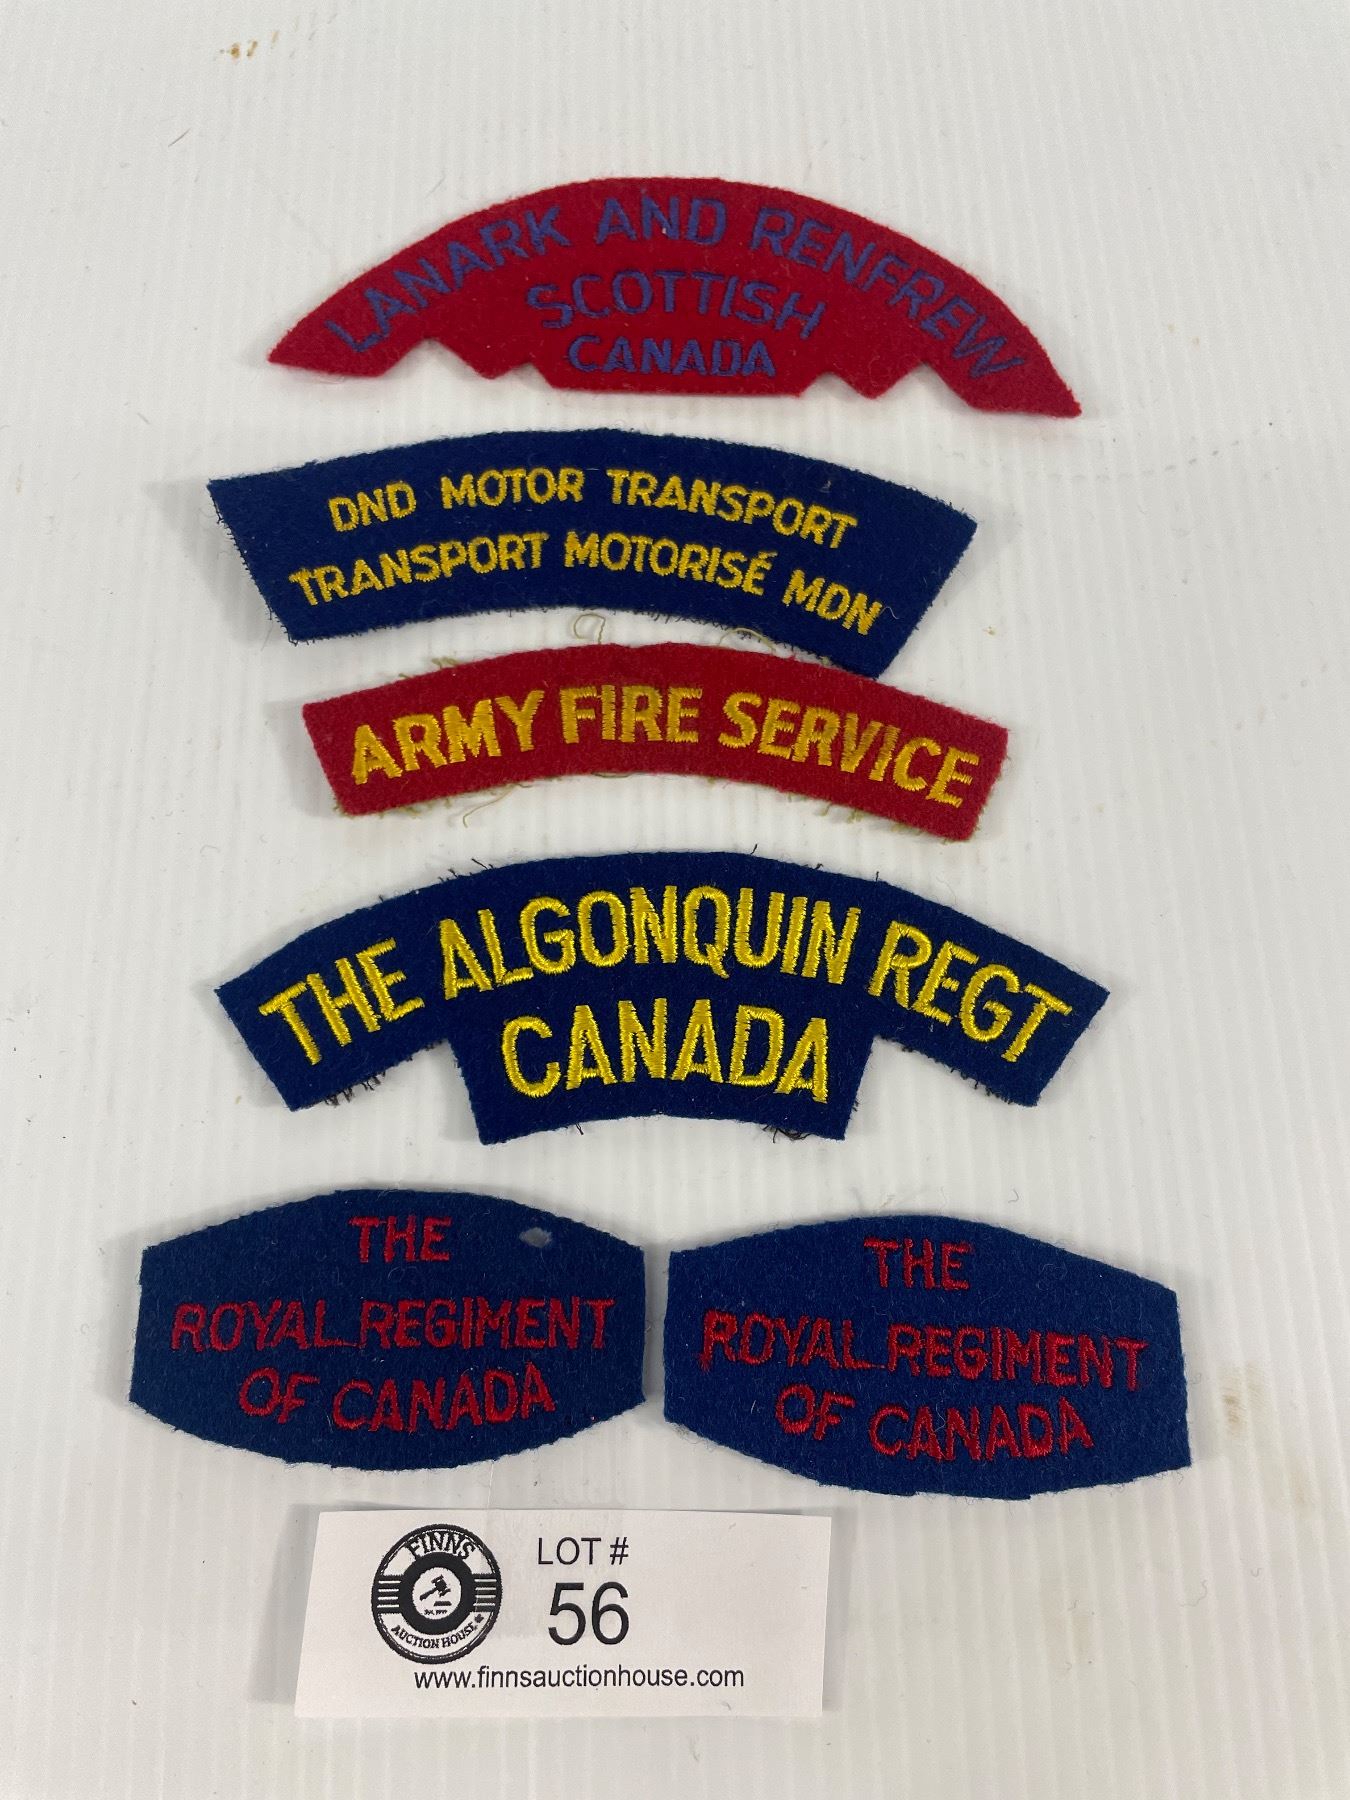 LANARK AND RENFREW
SCOTTISH
CANADA
DND MOTOR TRANSPORT
TRANSPORT MOTORISÉ MDN
ARMY FIRE SERVICE
THE ALGONQUIN REGT
CANADA
THE
ROYAL REGIMENT
OF CANADA
THE
ROYAL REGIMENT
OF CANADA
FINNS
AUCTION HOUSE
LOT #
56
www.finnsauctionhouse.com